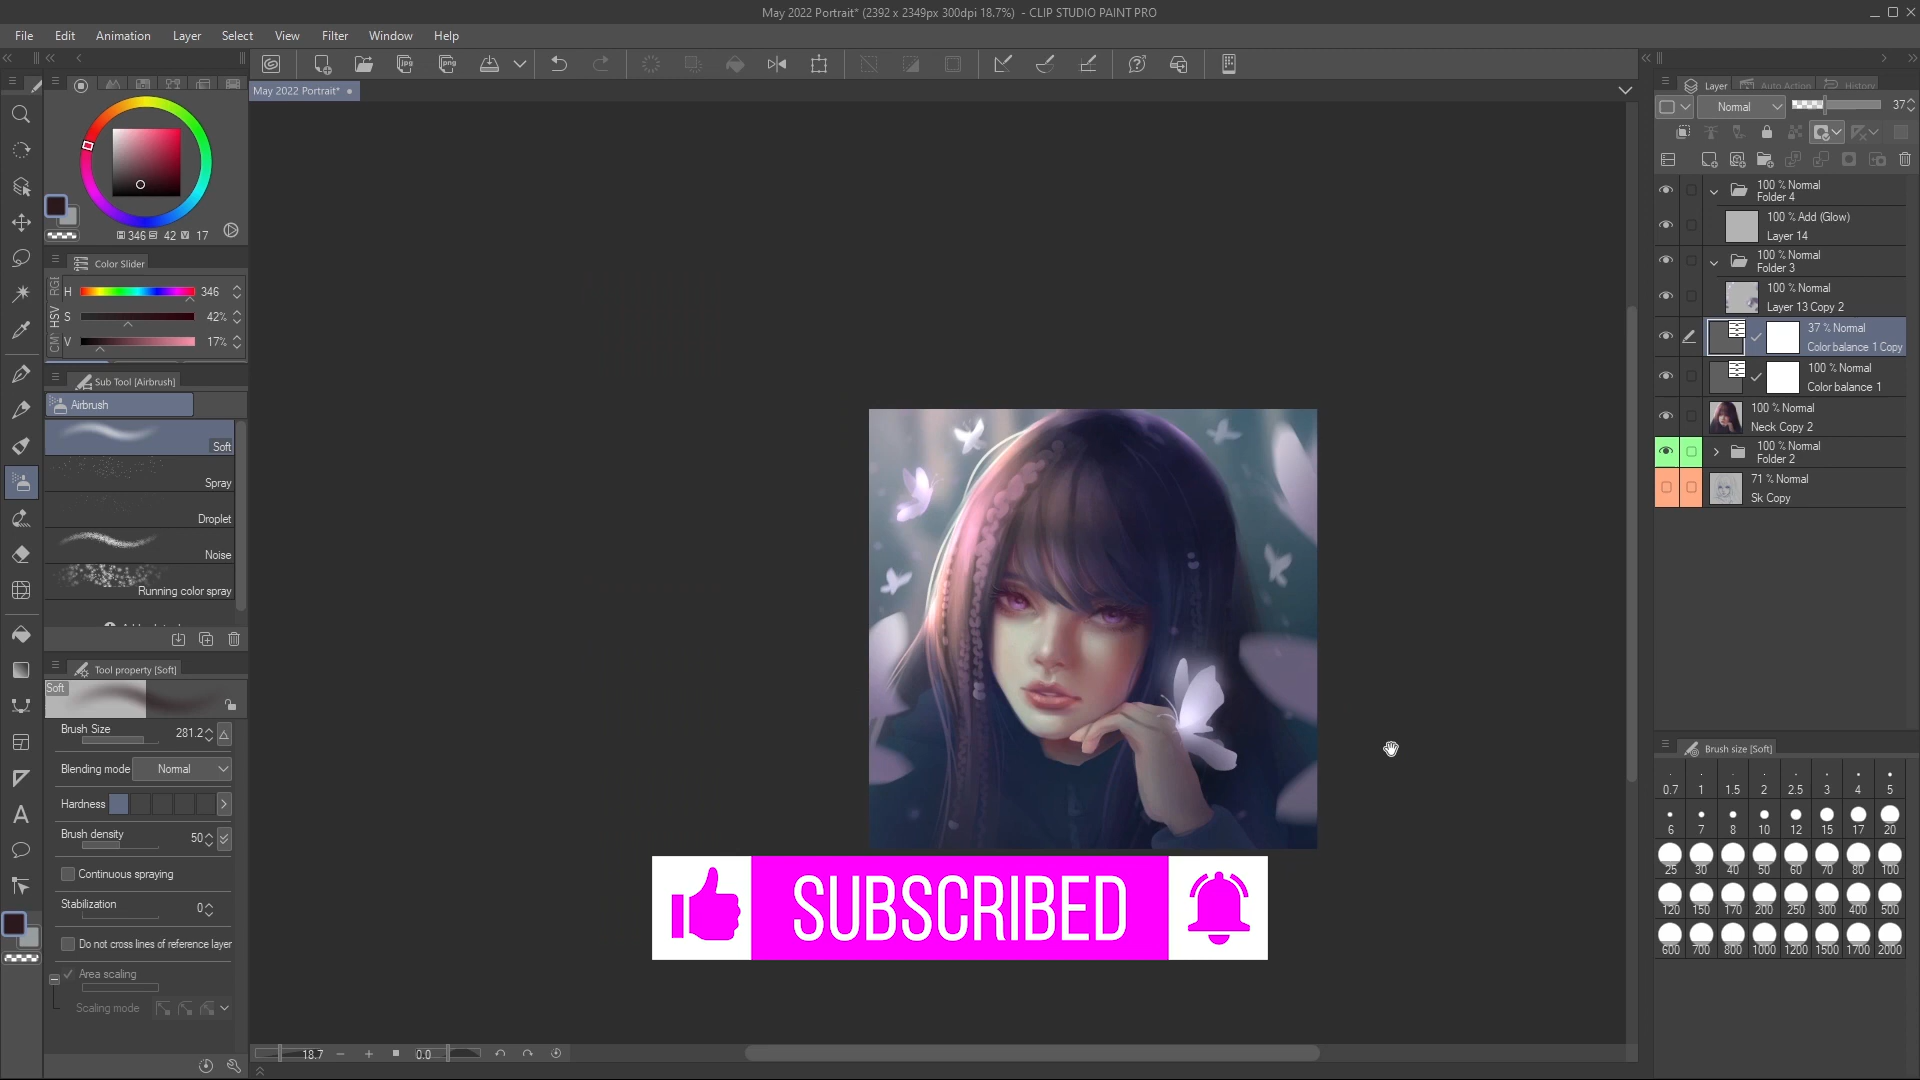 May 2022 Portrait* (2392 x 2349px 300dpi 18.7%) - CLIP STUDIO PAINT PRO
File Edit Animation Layer Select View Filter Window Help
May 2022 Portrait*
346 42 17
Color Slider
H 346
S 42%
V 17%
HSV
Sub Tool [Airbrush]
Airbrush
Soft
Spray
Droplet
Noise
Running color spray
Tool property [Soft]
Soft
Brush Size 281.2
Blending mode Normal
Hardness
Brush density 50
Continuous spraying
Stabilization 0
Do not cross lines of reference layer
Area scaling
Scaling mode
18.7 0.0
SUBSCRIBED
Layer Auto Action History
Normal 37
100 % Normal
Folder 4
100 % Add (Glow)
Layer 14
100 % Normal
Folder 3
100 % Normal
Layer 13 Copy 2
37 % Normal
Color balance 1 Copy
100 % Normal
Color balance 1
100 % Normal
Neck Copy 2
100 % Normal
Folder 2
71 % Normal
Sk Copy
Brush size [Soft]
0.7 1 1.5 2 2.5 3 4 5
6 7 8 10 12 15 17 20
25 30 40 50 60 70 80 100
120 150 170 200 250 300 400 500
600 700 800 1000 1200 1500 1700 2000